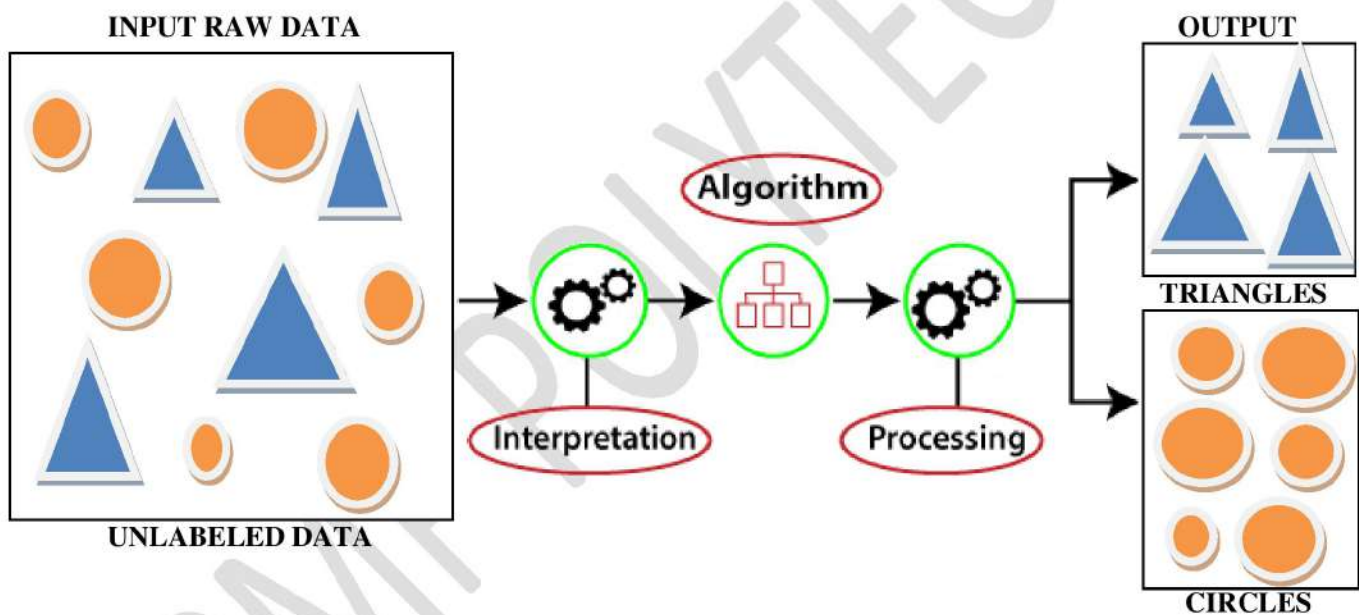 INPUT RAW DATA
OUTPUT
Algorithm
TRIANGLES
Interpretation
Processing
UNLABELED DATA
CIRCLES